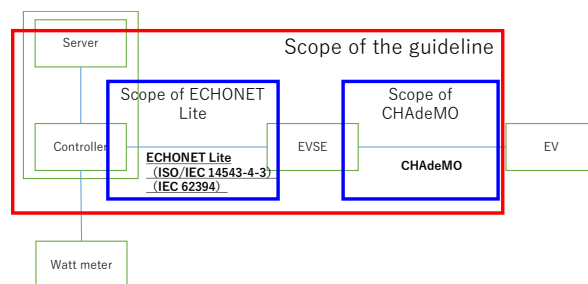 Server
Scope of the guideline
Scope of ECHONET
Lite
Scope of
CHAdeMO
Controller
EVSE
EV
ECHONET Lite
（ISO/IEC 14543-4-3）
（IEC 62394）
CHAdeMO
Watt meter